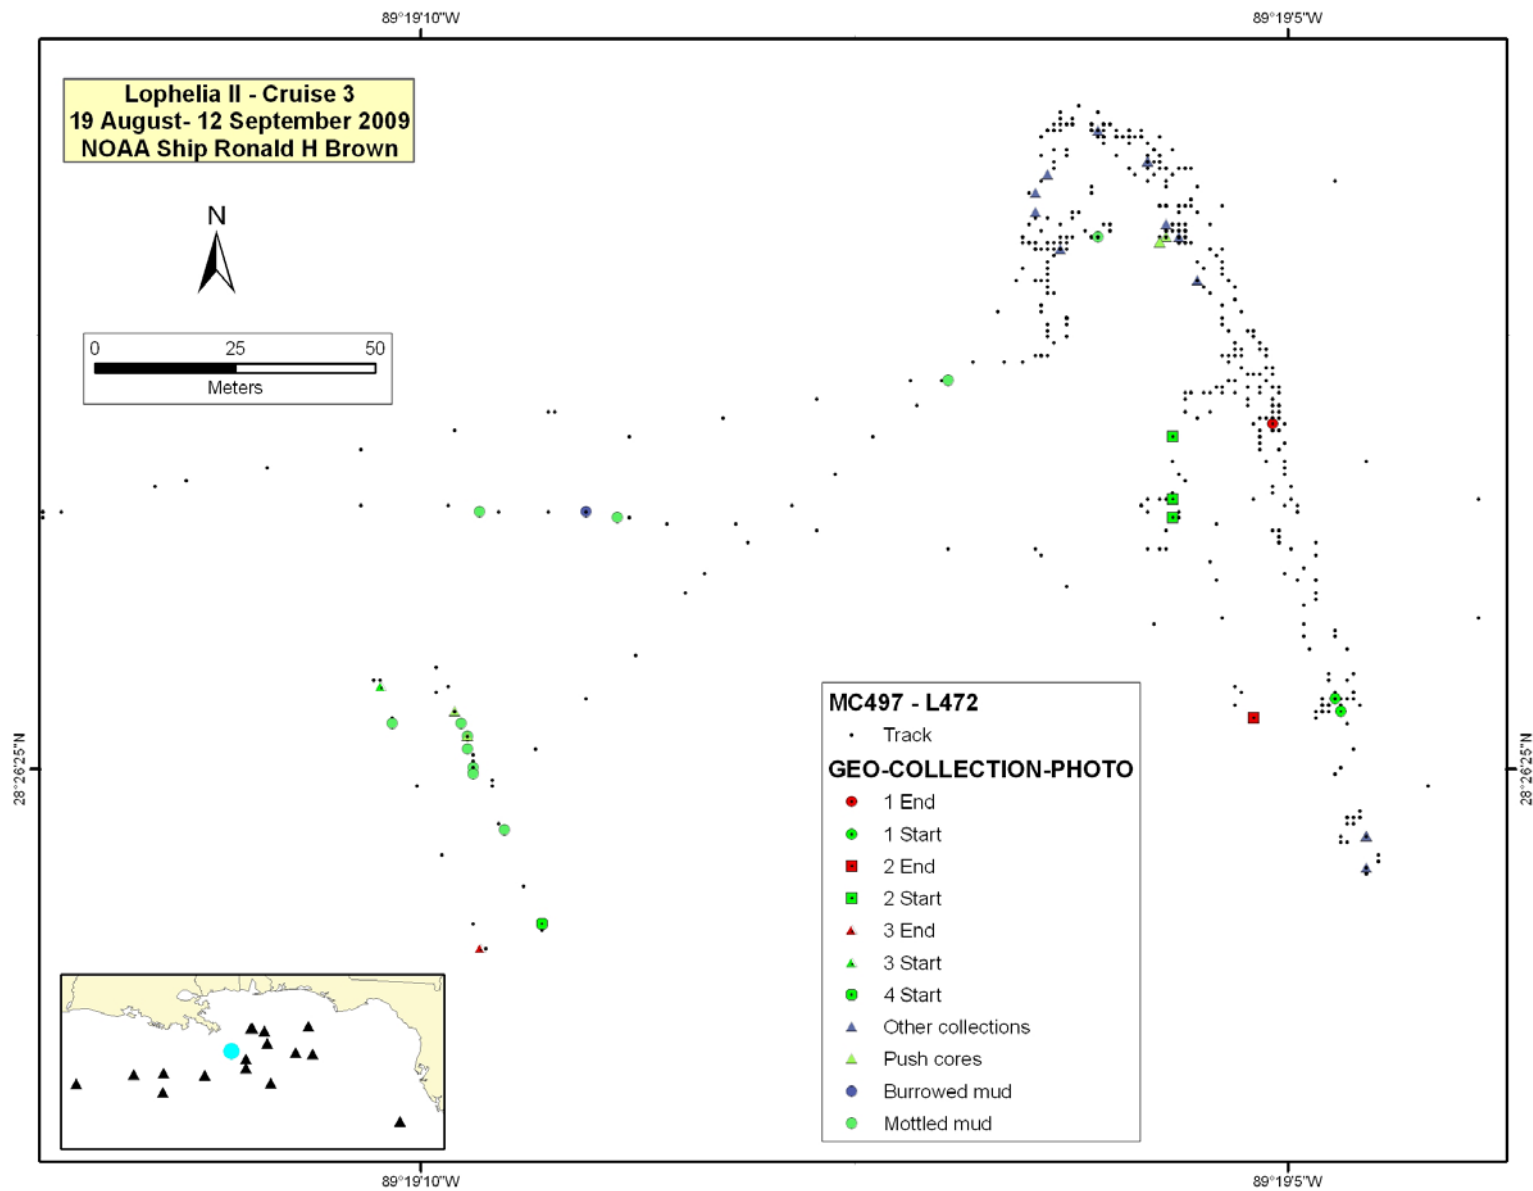 89°19'10"W
89°19'5"W
Lophelia II - Cruise 3
19 August- 12 September 2009
NOAA Ship Ronald H Brown
N
0 25 50
Meters
28°26'25"N
28°26'25"N
MC497 - L472
Track
GEO-COLLECTION-PHOTO
1 End
1 Start
2 End
2 Start
3 End
3 Start
4 Start
Other collections
Push cores
Burrowed mud
Mottled mud
89°19'10"W
89°19'5"W